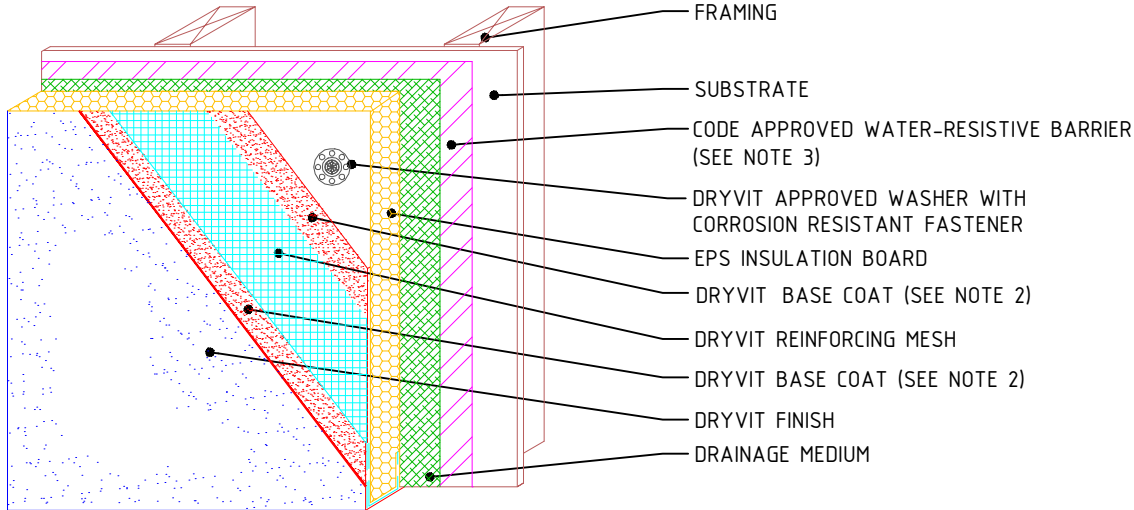 FRAMING
SUBSTRATE
CODE APPROVED WATER-RESISTIVE BARRIER
(SEE NOTE 3)
DRYVIT APPROVED WASHER WITH
CORROSION RESISTANT FASTENER
EPS INSULATION BOARD
DRYVIT BASE COAT (SEE NOTE 2)
DRYVIT REINFORCING MESH
DRYVIT BASE COAT (SEE NOTE 2)
DRYVIT FINISH
DRAINAGE MEDIUM